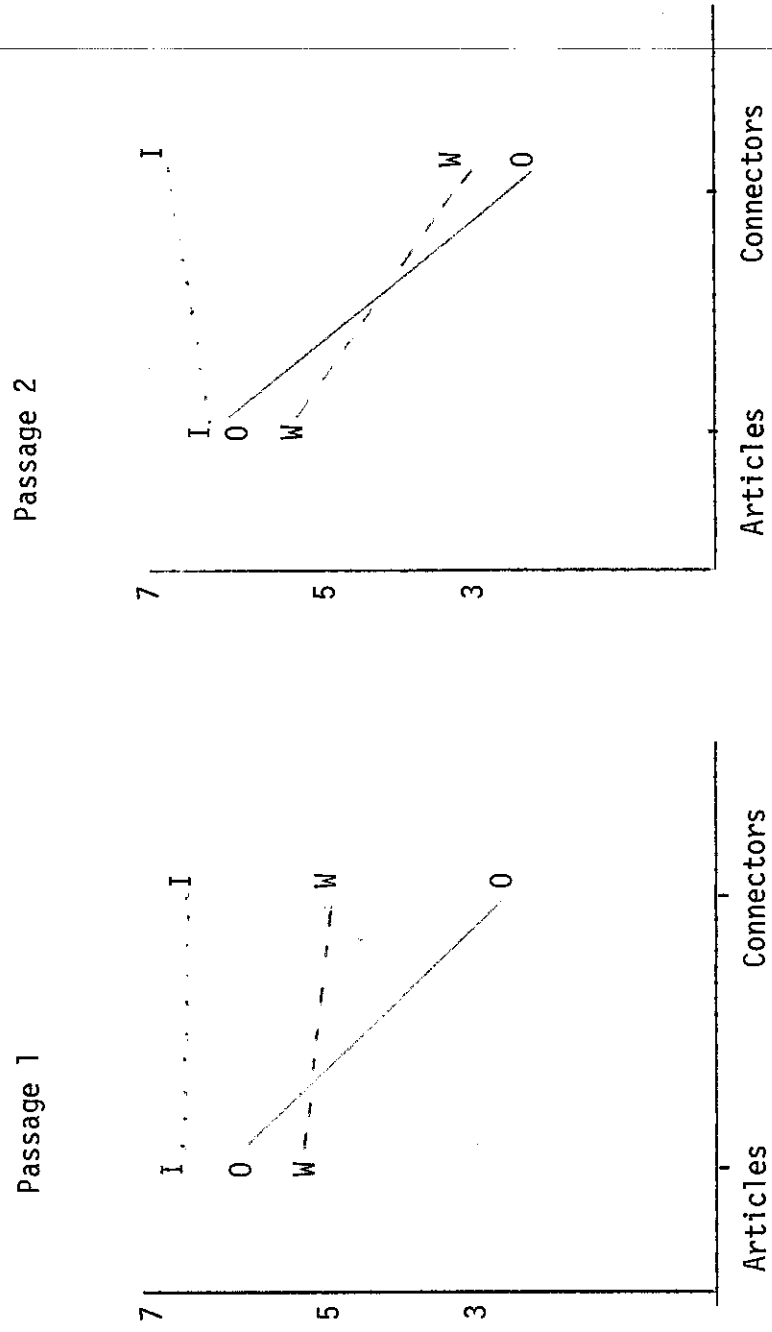 Passage 1
7
5
3
I
O
W
I
W
O
Articles
Connectors
Passage 2
7
5
3
I
O
W
I
W
O
Articles
Connectors